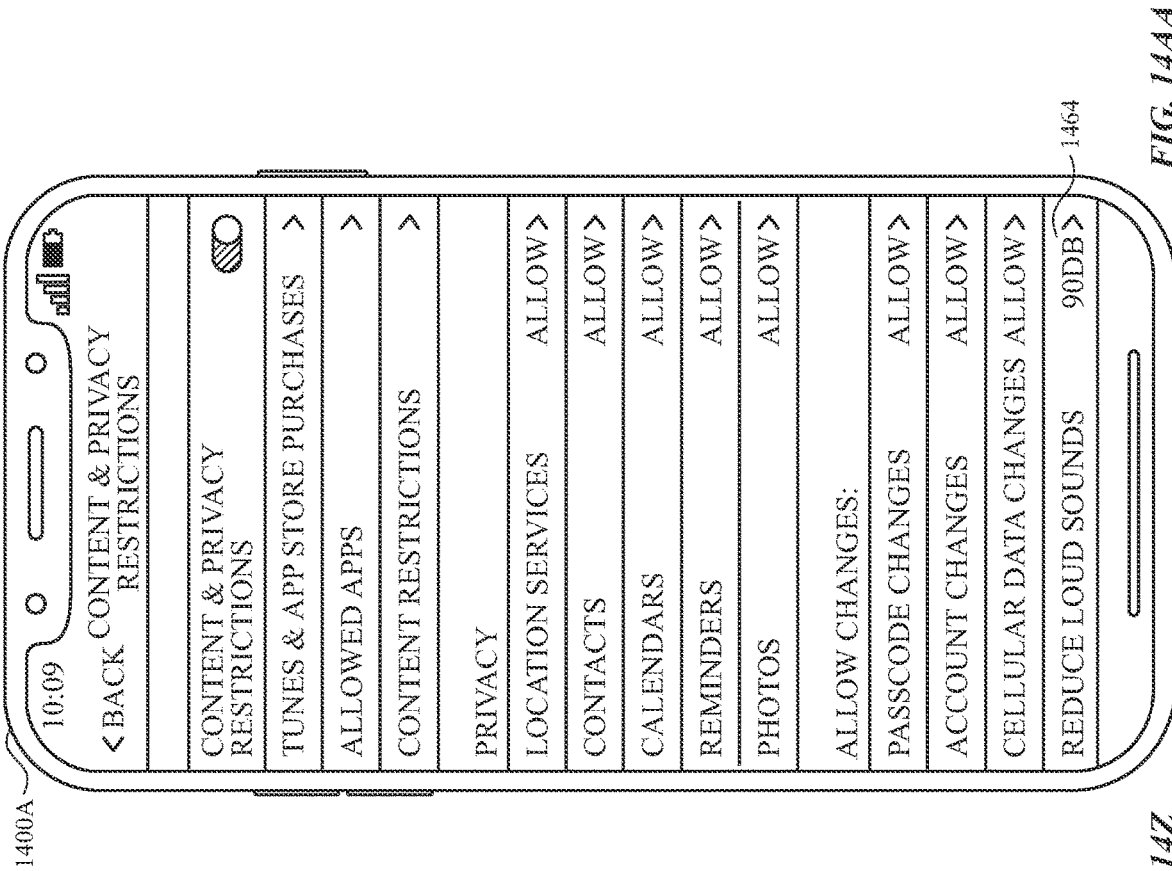 1400A
10:09
< BACK CONTENT & PRIVACY
RESTRICTIONS
CONTENT & PRIVACY
RESTRICTIONS
TUNES & APP STORE PURCHASES >
ALLOWED APPS >
CONTENT RESTRICTIONS >
PRIVACY
LOCATION SERVICES ALLOW >
CONTACTS ALLOW >
CALENDARS ALLOW >
REMINDERS ALLOW >
PHOTOS ALLOW >
ALLOW CHANGES:
PASSCODE CHANGES ALLOW >
ACCOUNT CHANGES ALLOW >
CELLULAR DATA CHANGES ALLOW >
REDUCE LOUD SOUNDS 90DB >
1464
14Z
FIG. 14AA